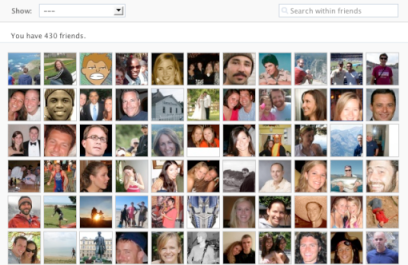 Show: ---
Search within friends
You have 430 friends.